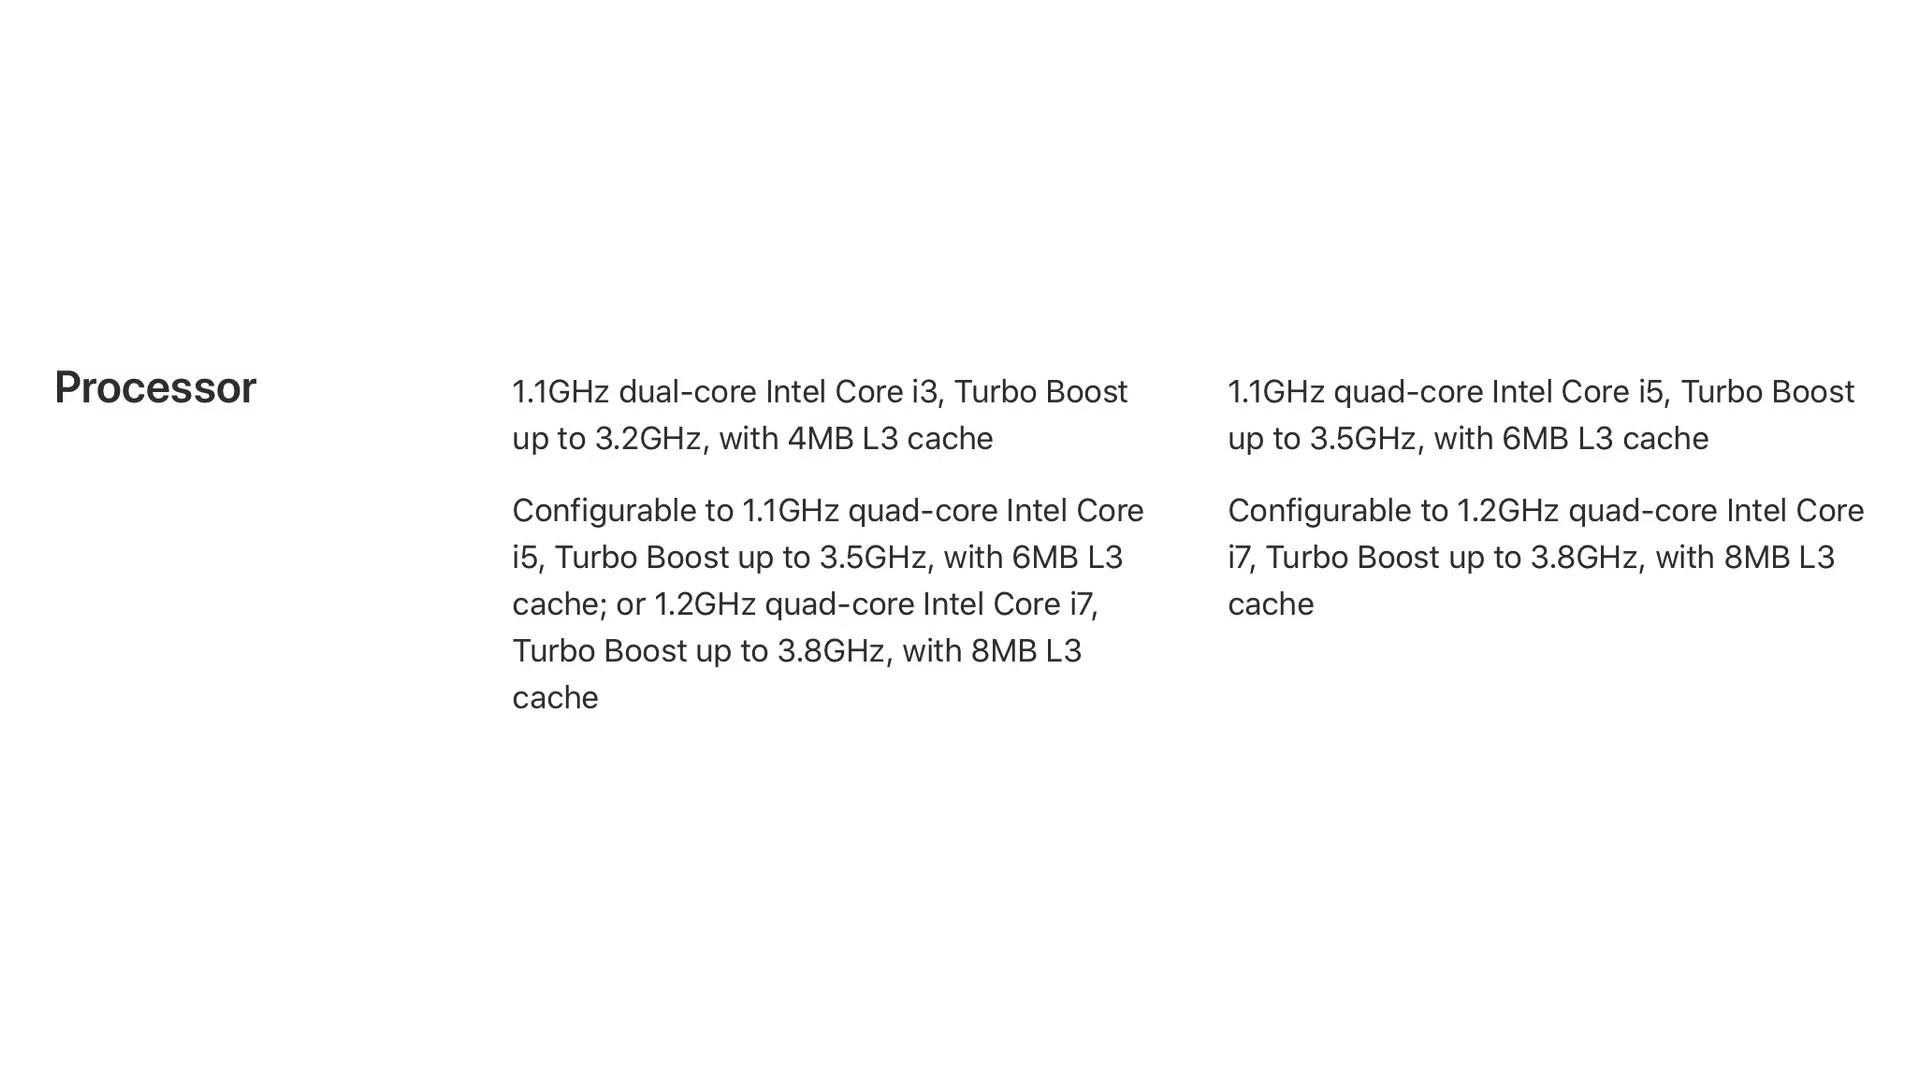 Processor
1.1GHz dual-core Intel Core i3, Turbo Boost
up to 3.2GHz, with 4MB L3 cache
Configurable to 1.1GHz quad-core Intel Core
i5, Turbo Boost up to 3.5GHz, with 6MB L3
cache; or 1.2GHz quad-core Intel Core i7,
Turbo Boost up to 3.8GHz, with 8MB L3
cache
1.1GHz quad-core Intel Core i5, Turbo Boost
up to 3.5GHz, with 6MB L3 cache
Configurable to 1.2GHz quad-core Intel Core
i7, Turbo Boost up to 3.8GHz, with 8MB L3
cache